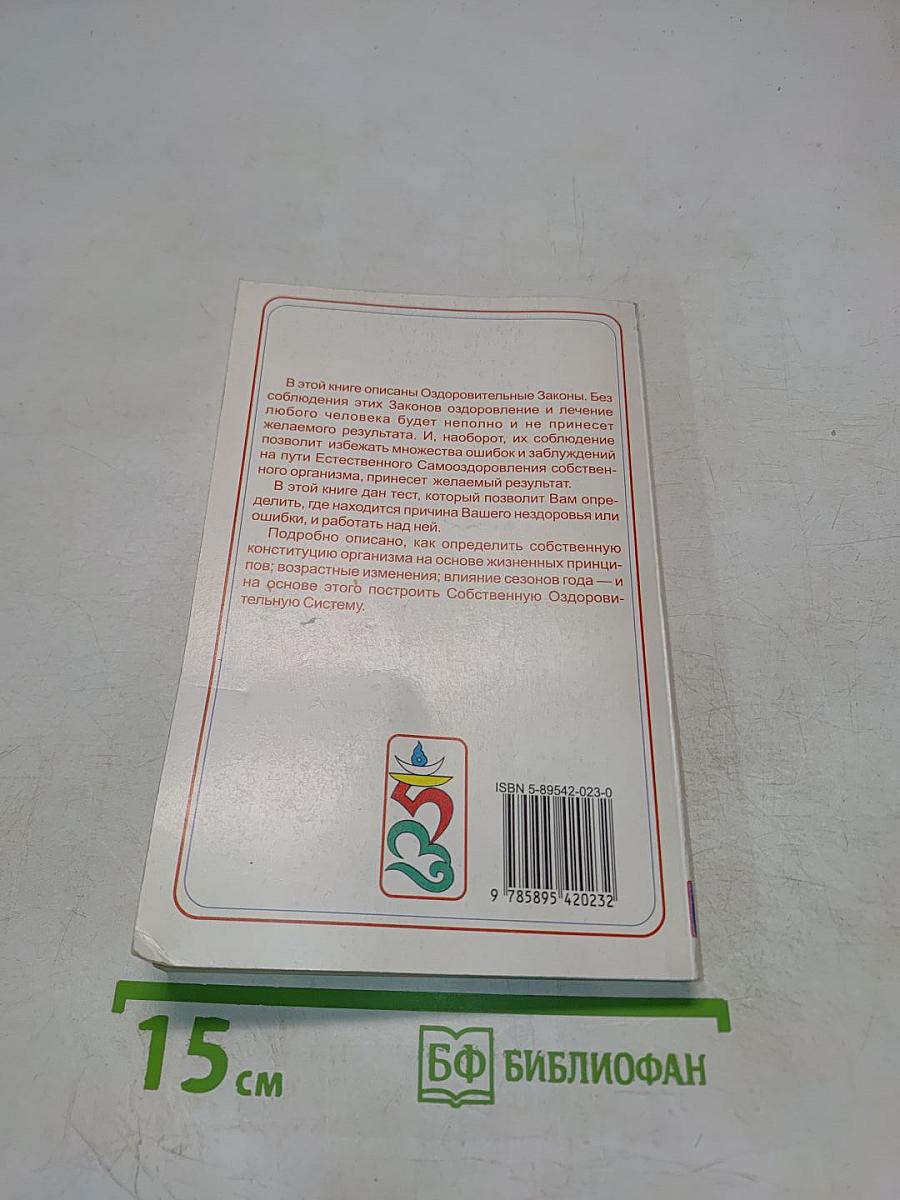 В этой книге описаны Оздоровительные Законы. Без
соблюдения этих Законов оздоровление и лечение
любого человека будет неполно и не принесет
желаемого результата. И, наоборот, их соблюдение
позволит избежать множества ошибок и заблуждений
на пути Естественного Самооздоровления собствен-
ного организма, принесет желаемый результат.
В этой книге дан тест, который позволит Вам опре-
делить, где находится причина Вашего нездоровья или
ошибки, и работать над ней.
Подробно описано, как определить собственную
конституцию организма на основе жизненных принци-
пов; возрастные изменения; влияние сезонов года — и
на основе этого построить Собственную Оздорови-
тельную Систему.
ISBN 5-89542-023-0
9 785895 420232
15 см
БФ БИБЛИОФАН